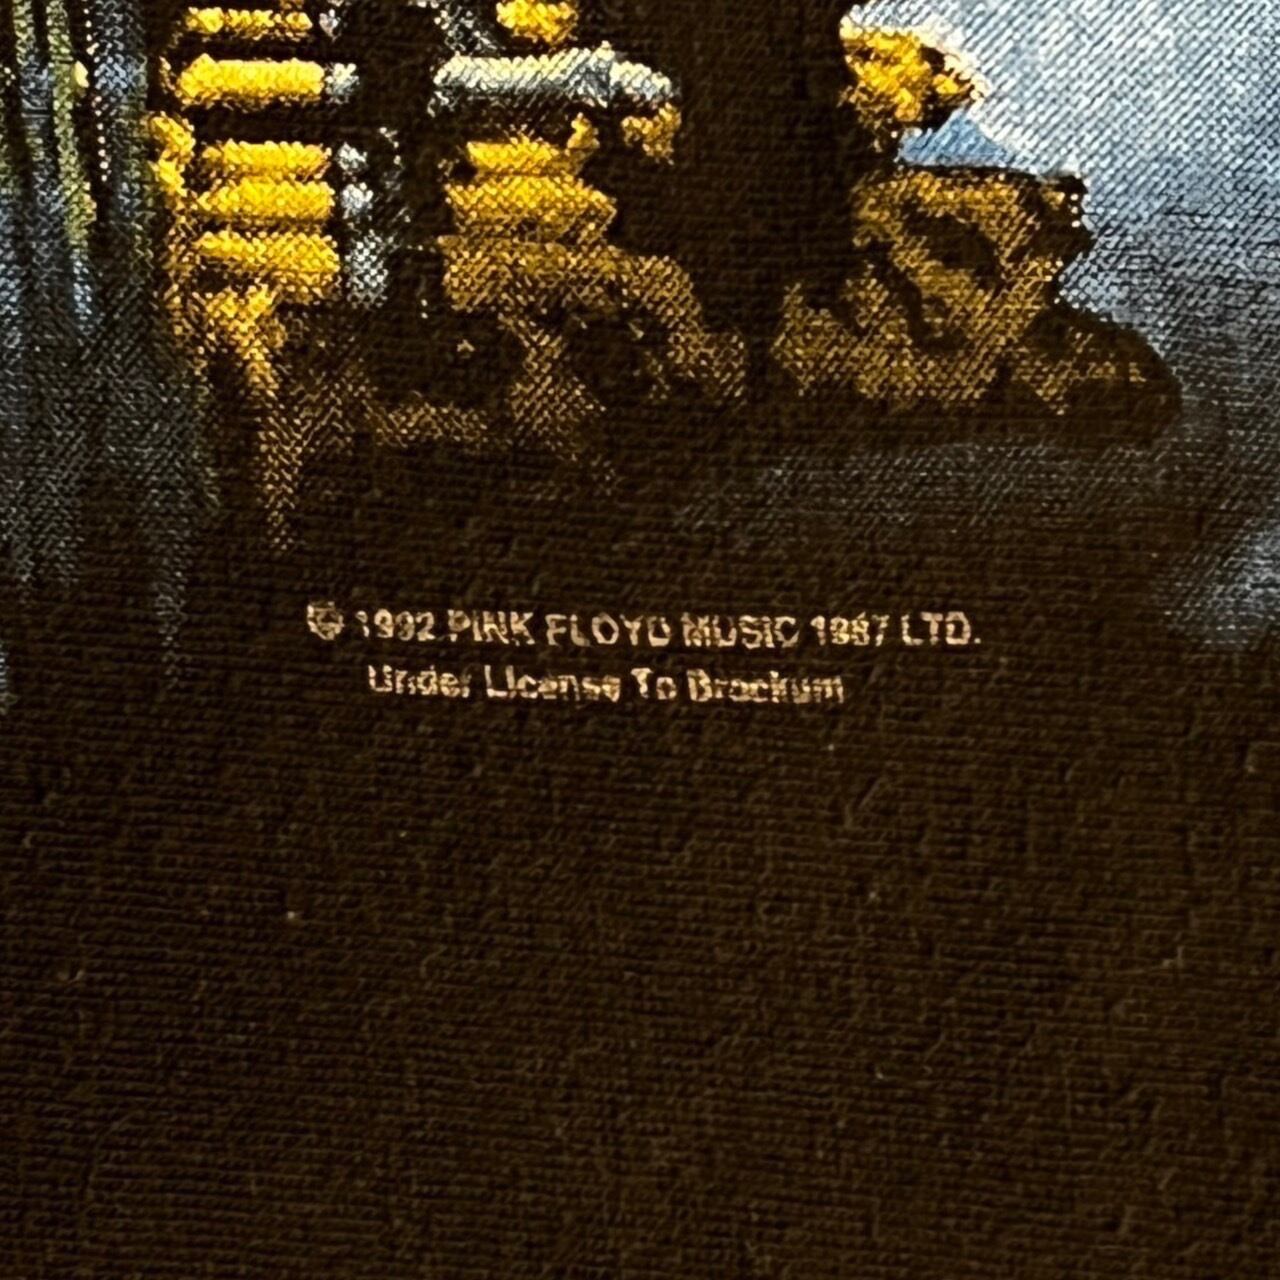 © 1992 PINK FLOYD MUSIC 1987 LTD.
Under License To Brockum